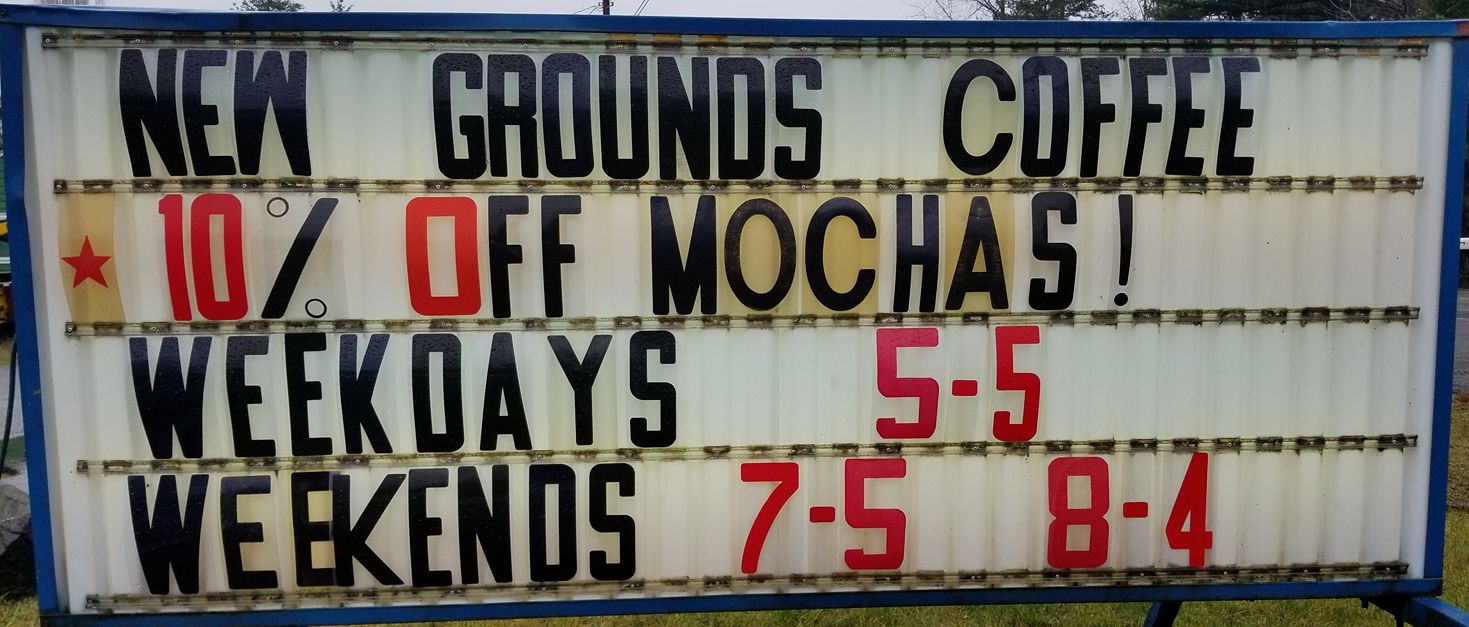 NEW GROUNDS COFFEE
★ 10% OFF MOCHAS!
WEEKDAYS 5-5
WEEKENDS 7-5 8-4